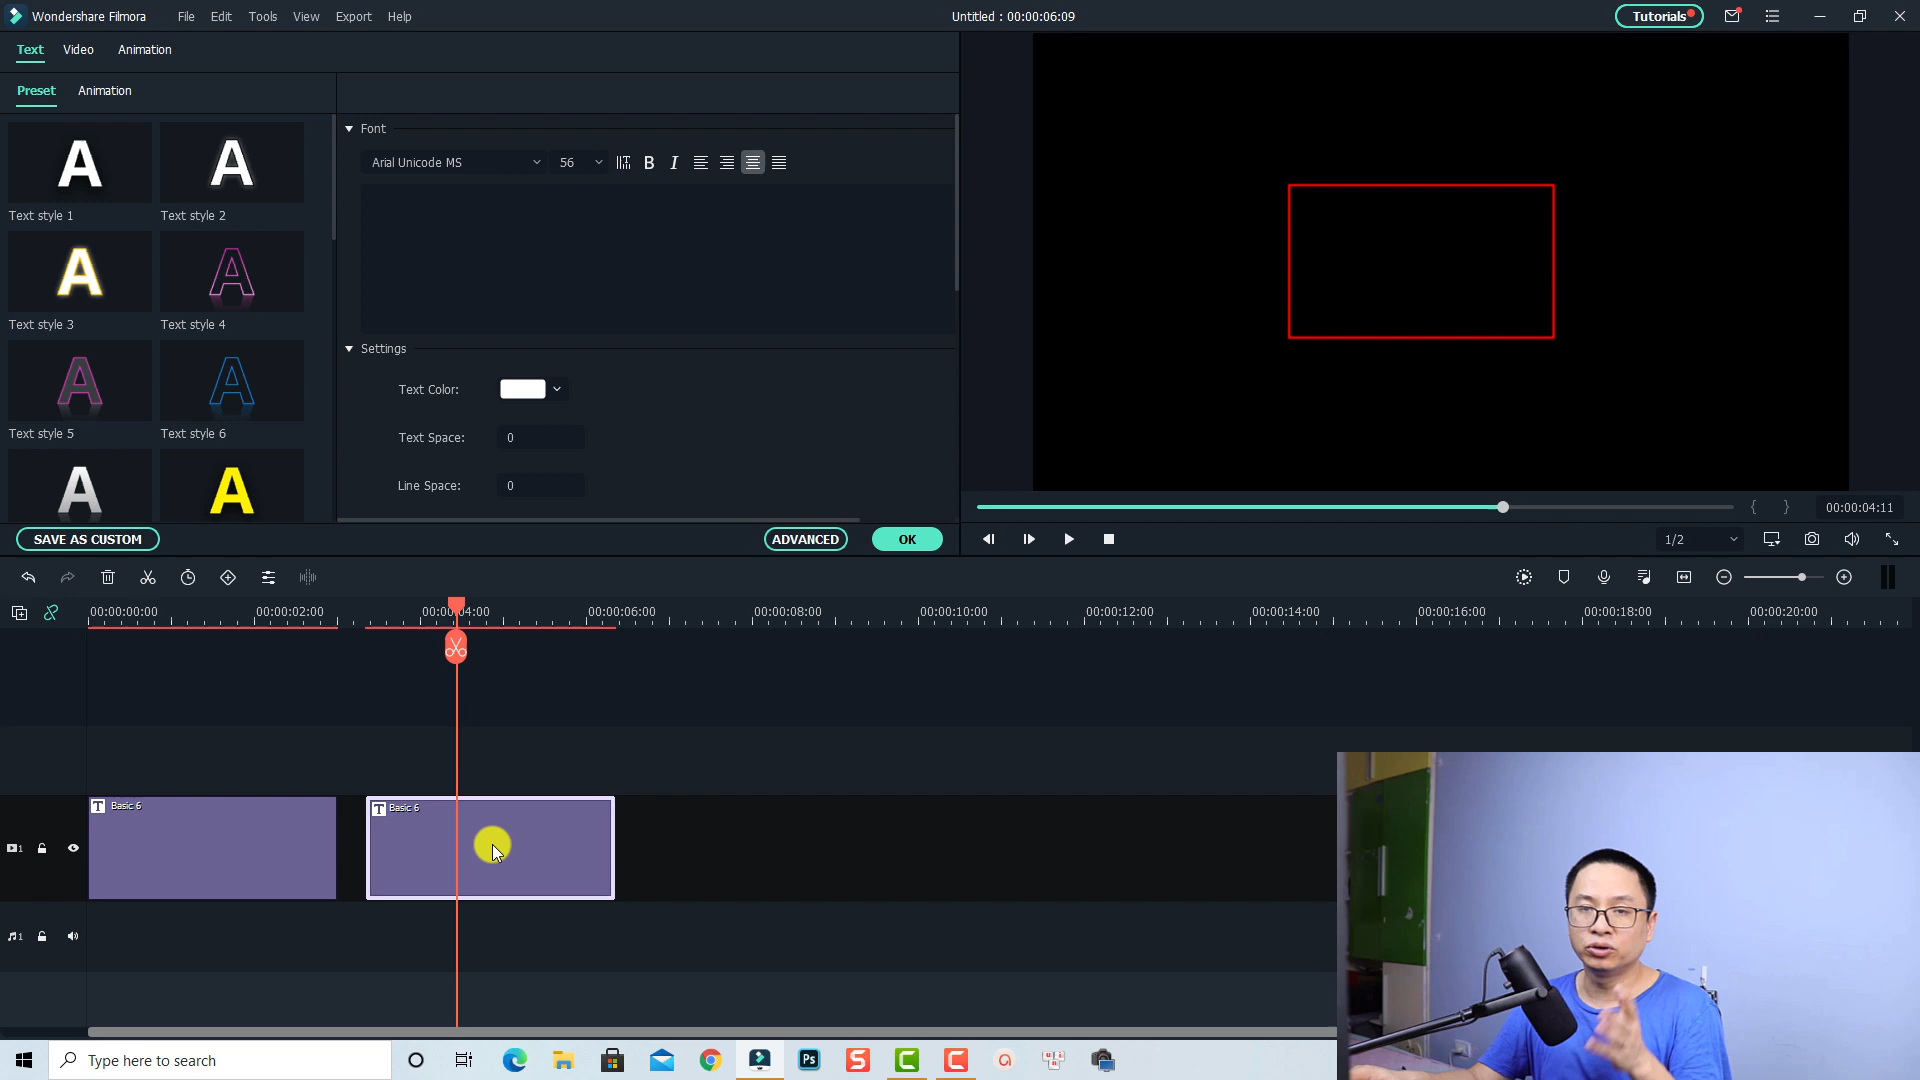 Wondershare Filmora File Edit Tools View Export Help Untitled : 00:00:06:09 Tutorials
Text Video Animation
Preset Animation
Font
Arial Unicode MS 56
A A
Text style 1 Text style 2
A A
Text style 3 Text style 4
Settings
Text Color:
A A
Text style 5 Text style 6
Text Space: 0
Line Space: 0
A A
00:00:04:11
SAVE AS CUSTOM ADVANCED OK 1/2
00:00:00:00 00:00:02:00 00:00:04:00 00:00:06:00 00:00:08:00 00:00:10:00 00:00:12:00 00:00:14:00 00:00:16:00 00:00:18:00 00:00:20:00
T Basic 6 T Basic 6
1
1
Type here to search Ps S C C